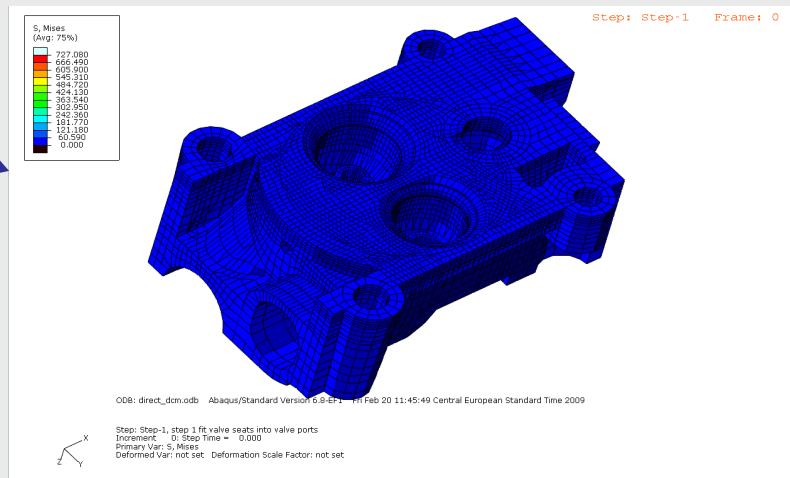 Step: Step-1   Frame: 0
S, Mises
(Avg: 75%)
727.080
666.490
605.900
545.310
484.720
424.130
363.540
302.950
242.360
181.770
121.180
60.590
0.000
ODB: direct_dcm.odb   Abaqus/Standard Version 6.8-EF1   Fri Feb 20 11:45:49 Central European Standard Time 2009
Step: Step-1, step 1 fit valve seats into valve ports
Increment     0: Step Time =   0.000
Primary Var: S, Mises
Deformed Var: not set   Deformation Scale Factor: not set
X
Z
Y